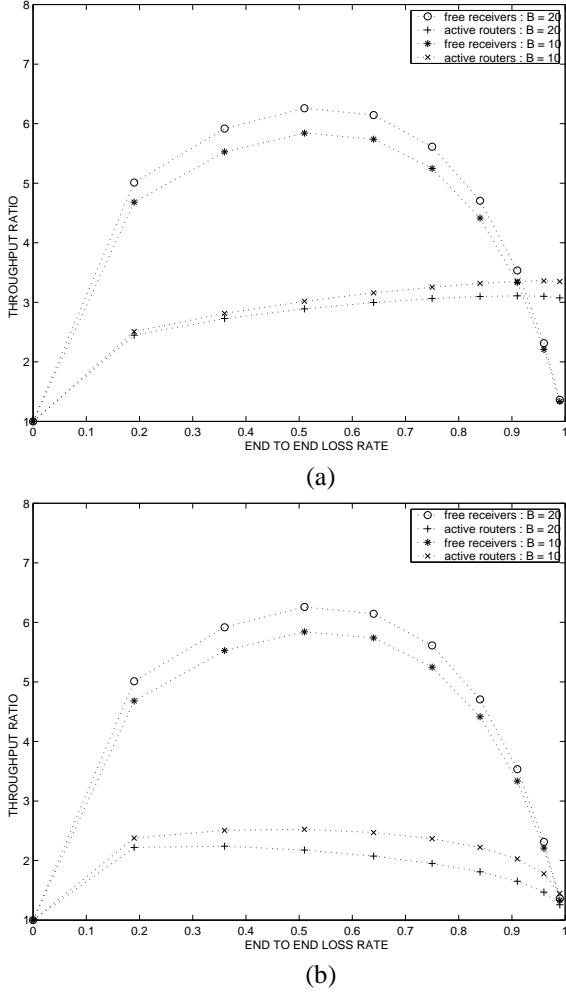 8
7
6
5
4
3
2
1
THROUGHPUT RATIO
free receivers : B = 20
active routers : B = 20
free receivers : B = 10
active routers : B = 10
0 0.1 0.2 0.3 0.4 0.5 0.6 0.7 0.8 0.9 1
END TO END LOSS RATE
(a)
8
7
6
5
4
3
2
1
THROUGHPUT RATIO
free receivers : B = 20
active routers : B = 20
free receivers : B = 10
active routers : B = 10
0 0.1 0.2 0.3 0.4 0.5 0.6 0.7 0.8 0.9 1
END TO END LOSS RATE
(b)